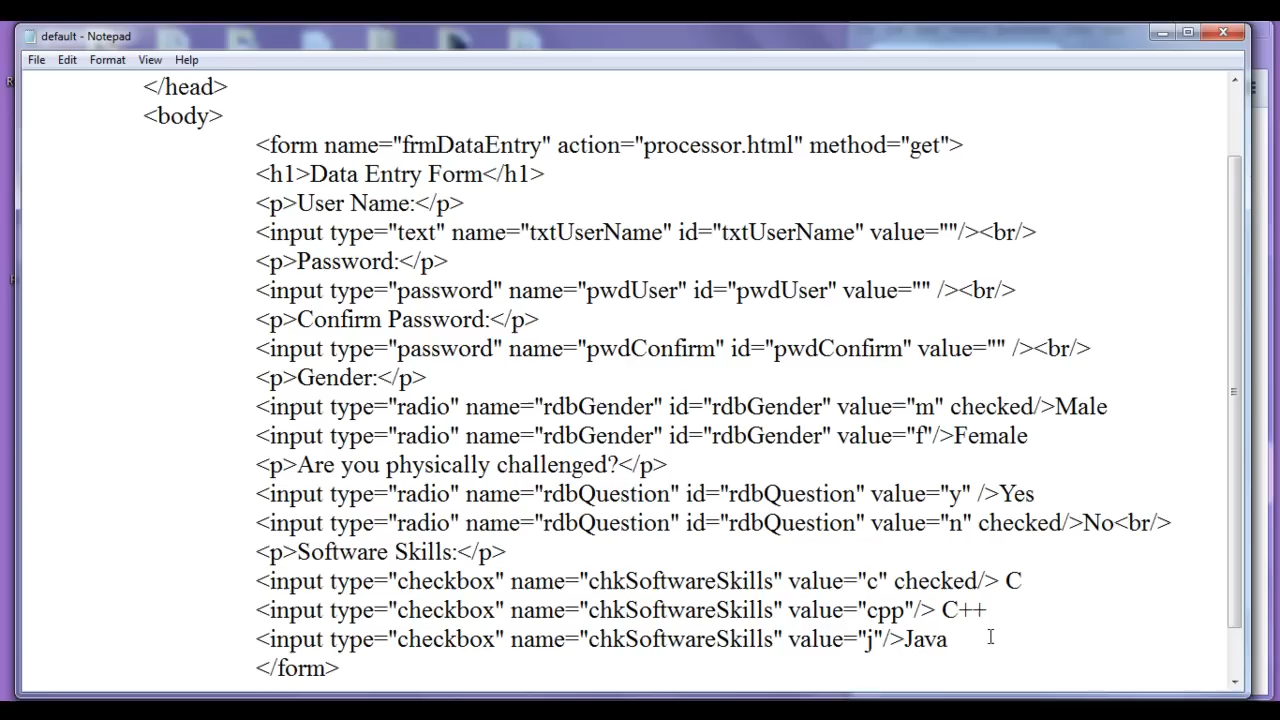 default - Notepad
File Edit Format View Help
</head>
<body>
<form name="frmDataEntry" action="processor.html" method="get">
<h1>Data Entry Form</h1>
<p>User Name:</p>
<input type="text" name="txtUserName" id="txtUserName" value=""/><br/>
<p>Password:</p>
<input type="password" name="pwdUser" id="pwdUser" value="" /><br/>
<p>Confirm Password:</p>
<input type="password" name="pwdConfirm" id="pwdConfirm" value="" /><br/>
<p>Gender:</p>
<input type="radio" name="rdbGender" id="rdbGender" value="m" checked/>Male
<input type="radio" name="rdbGender" id="rdbGender" value="f"/>Female
<p>Are you physically challenged?</p>
<input type="radio" name="rdbQuestion" id="rdbQuestion" value="y" />Yes
<input type="radio" name="rdbQuestion" id="rdbQuestion" value="n" checked/>No<br/>
<p>Software Skills:</p>
<input type="checkbox" name="chkSoftwareSkills" value="c" checked/> C
<input type="checkbox" name="chkSoftwareSkills" value="cpp"/> C++
<input type="checkbox" name="chkSoftwareSkills" value="j"/>Java
</form>